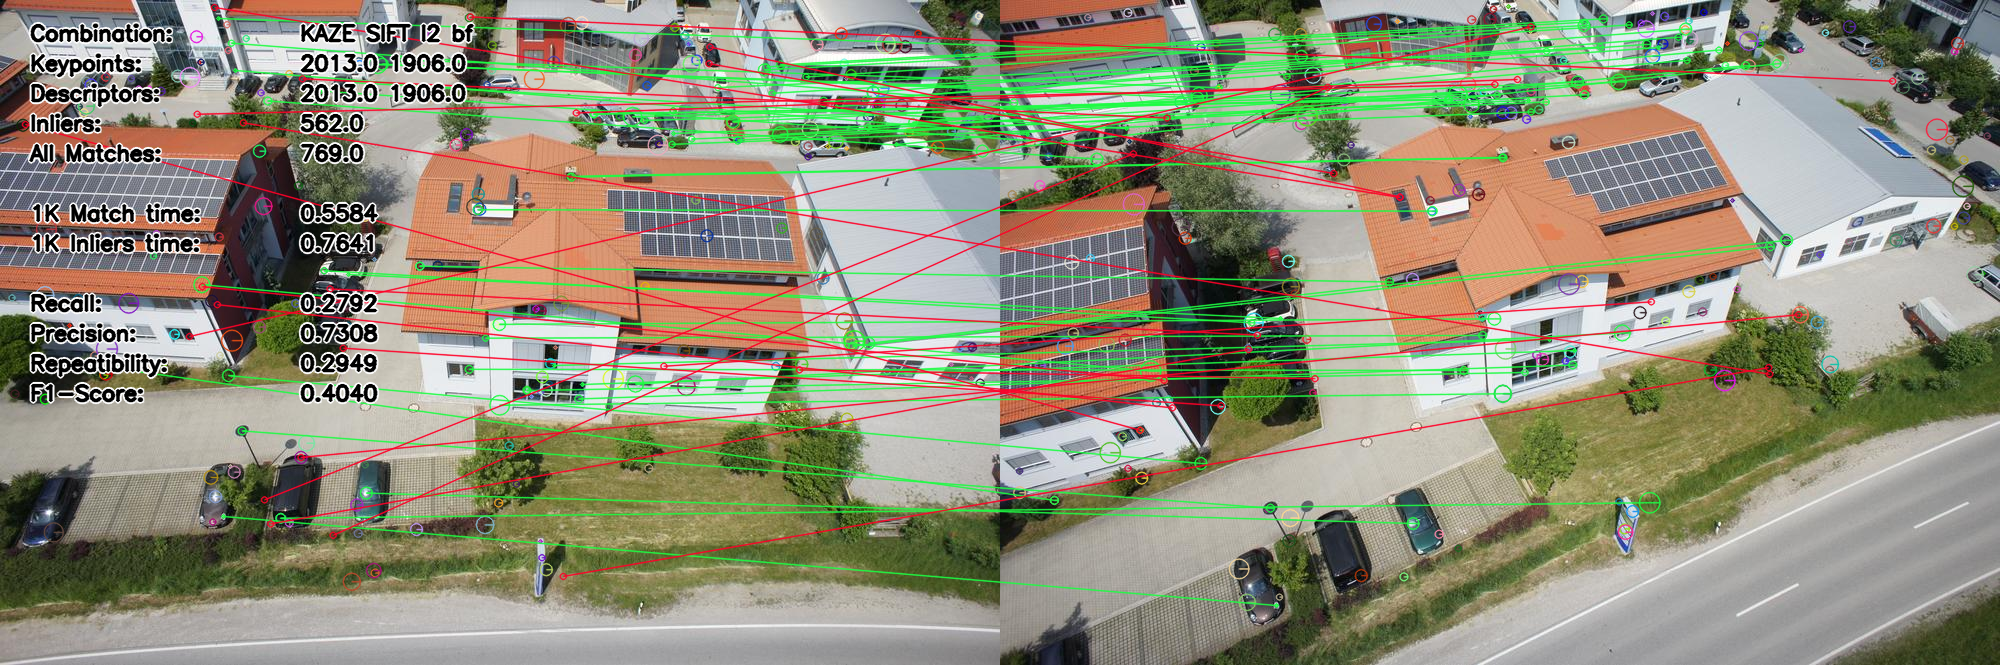 Combination: KAZE SIFT l2 bf
Keypoints: 2013.0 1906.0
Descriptors: 2013.0 1906.0
Inliers: 562.0
All Matches: 769.0
1K Match time: 0.5584
1K Inliers time: 0.7641
Recall: 0.2792
Precision: 0.7308
Repeatibility: 0.2949
F1-Score: 0.4040